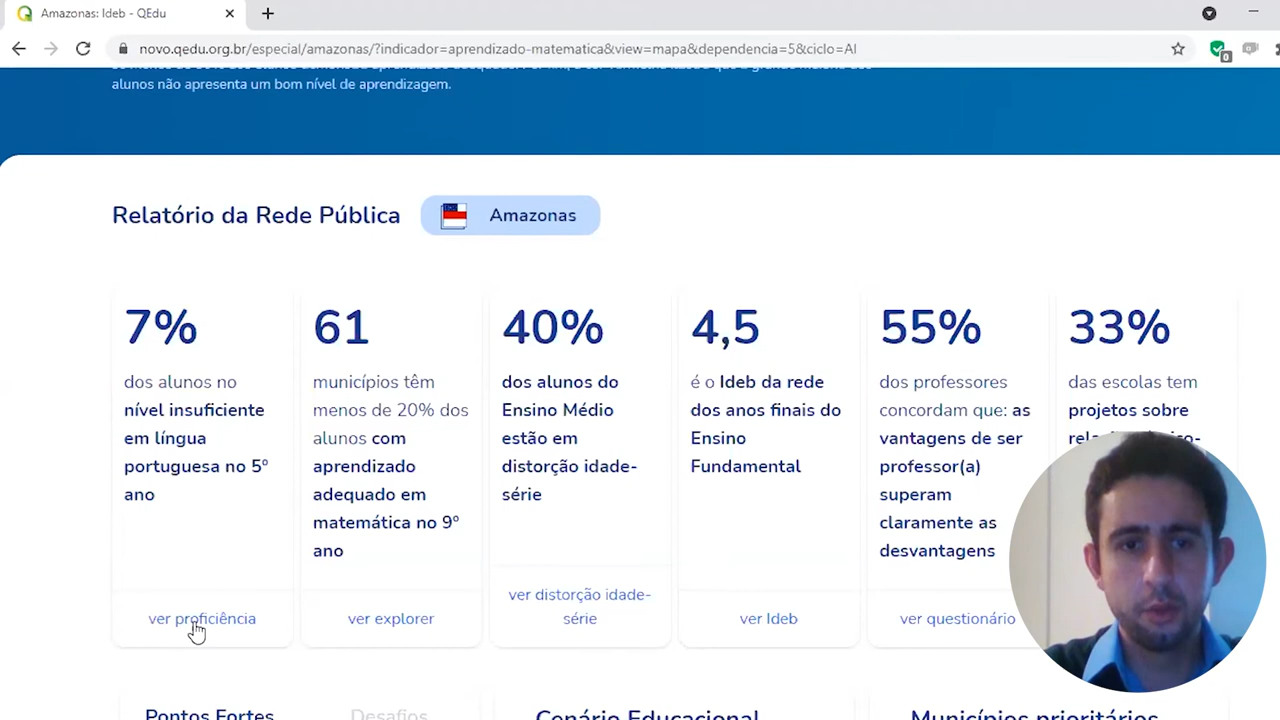 Amazonas: Ideb - QEdu
novo.qedu.org.br/especial/amazonas/?indicador=aprendizado-matematica&view=mapa&dependencia=5&ciclo=AI
0
alunos não apresenta um bom nível de aprendizagem.
Relatório da Rede Pública
Amazonas
7%
dos alunos no
nível insuficiente
em língua
portuguesa no 5º
ano
ver proficiência
61
municípios têm
menos de 20% dos
alunos com
aprendizado
adequado em
matemática no 9º
ano
ver explorer
40%
dos alunos do
Ensino Médio
estão em
distorção idade-
série
ver distorção idade-
série
4,5
é o Ideb da rede
dos anos finais do
Ensino
Fundamental
ver Ideb
55%
dos professores
concordam que: as
vantagens de ser
professor(a)
superam
claramente as
desvantagens
ver questionário
33%
das escolas tem
projetos sobre
Pontos Fortes
Desafios
Cenário Educacional
Municípios prioritários